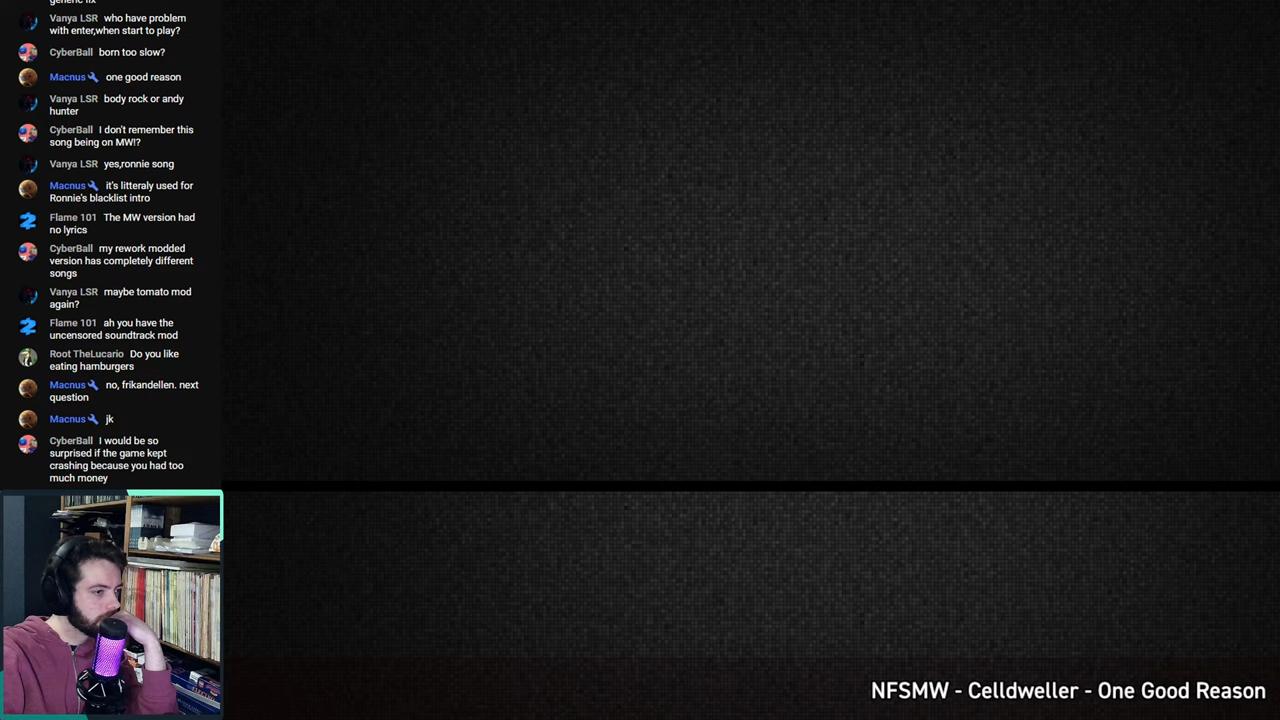 generic fix
Vanya LSR who have problem
with enter,when start to play?
CyberBall born too slow?
Macnus one good reason
Vanya LSR body rock or andy
hunter
CyberBall I don't remember this
song being on MW!?
Vanya LSR yes,ronnie song
Macnus it's litteraly used for
Ronnie's blacklist intro
Flame 101 The MW version had
no lyrics
CyberBall my rework modded
version has completely different
songs
Vanya LSR maybe tomato mod
again?
Flame 101 ah you have the
uncensored soundtrack mod
Root TheLucario Do you like
eating hamburgers
Macnus no, frikandellen. next
question
Macnus jk
CyberBall I would be so
surprised if the game kept
crashing because you had too
much money
NFSMW - Celldweller - One Good Reason